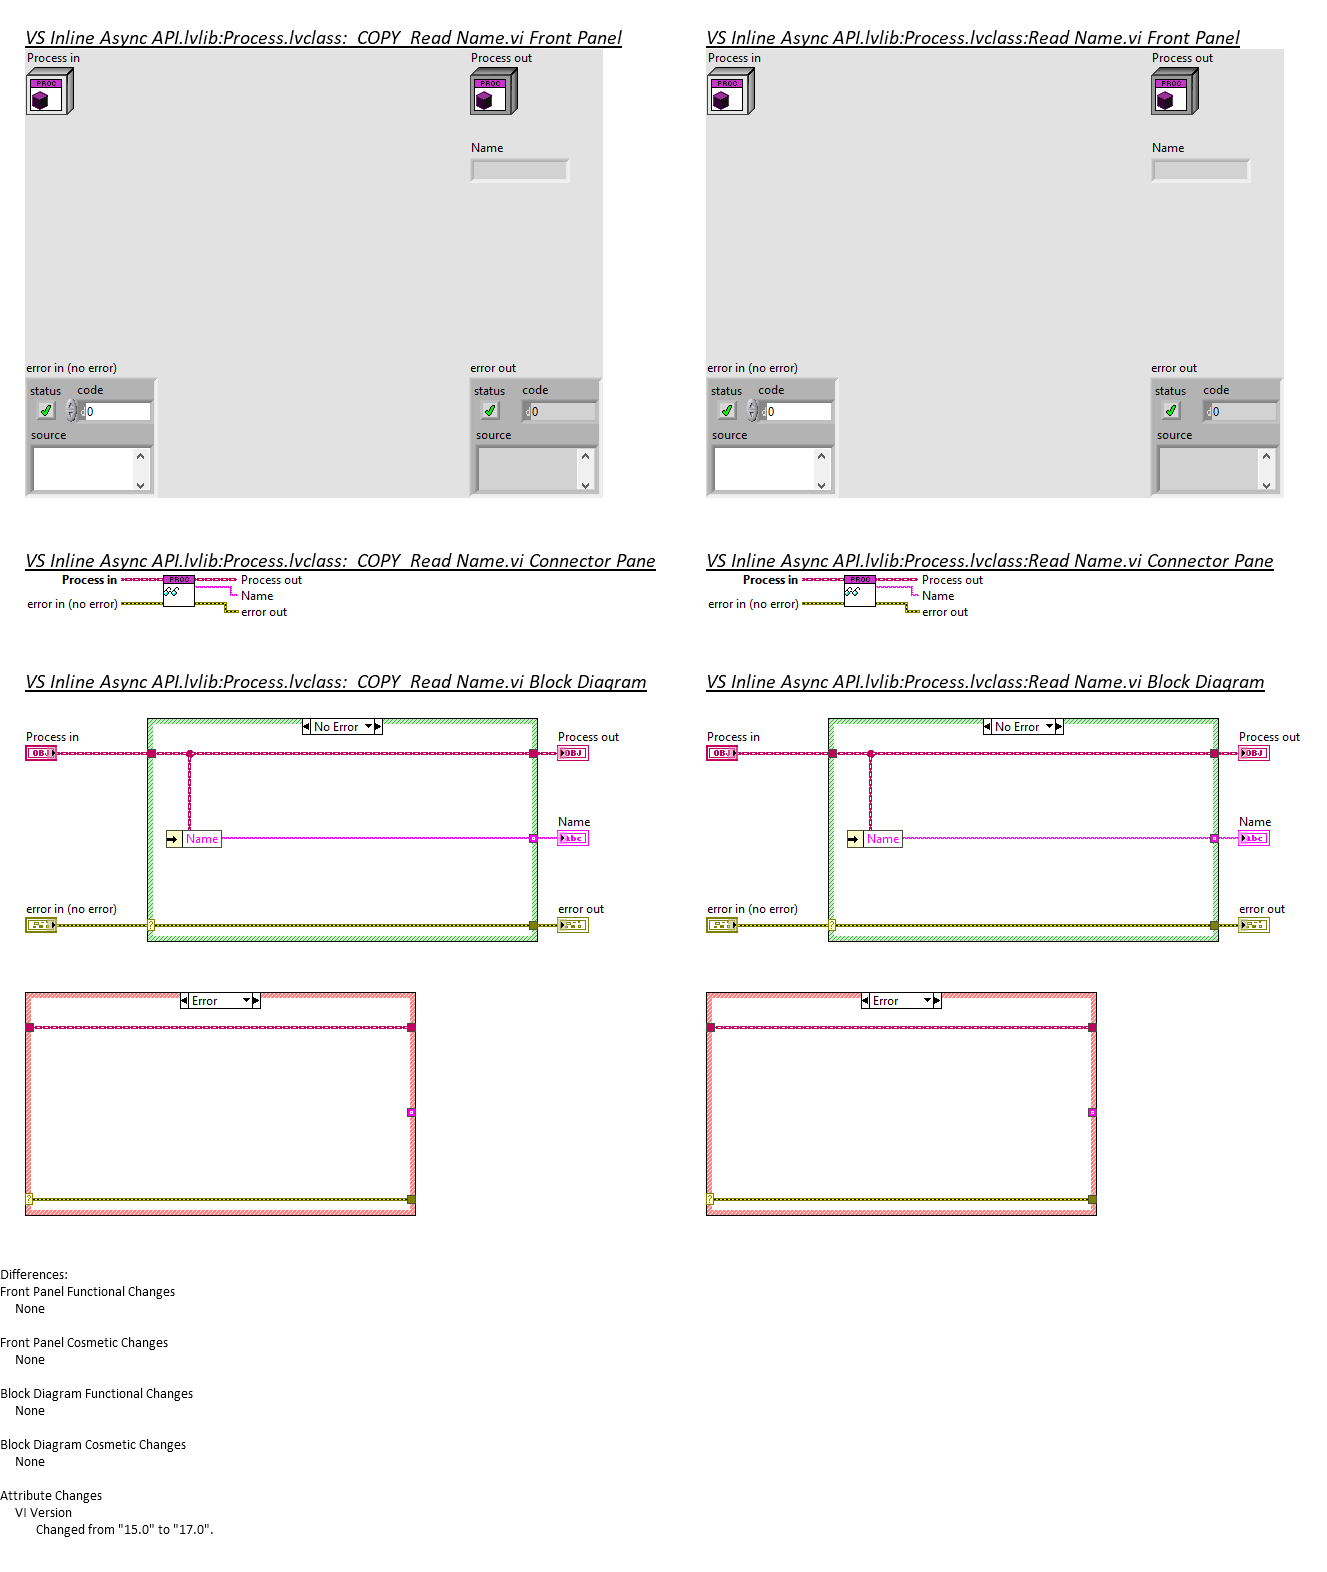 VS Inline Async API.lvlib:Process.lvclass:  COPY  Read Name.vi Front Panel
Process in
Process out
PROC
PROC
Name
error in (no error)
error out
status code
0
status code
0
source
source
VS Inline Async API.lvlib:Process.lvclass:Read Name.vi Front Panel
Process in
Process out
PROC
PROC
Name
error in (no error)
error out
status code
0
status code
0
source
source
VS Inline Async API.lvlib:Process.lvclass:  COPY  Read Name.vi Connector Pane
Process in
PROC
Process out
Name
error in (no error)
error out
VS Inline Async API.lvlib:Process.lvclass:Read Name.vi Connector Pane
Process in
PROC
Process out
Name
error in (no error)
error out
VS Inline Async API.lvlib:Process.lvclass:  COPY  Read Name.vi Block Diagram
No Error
Process in
Process out
OBJ
OBJ
Name
Name
abc
error in (no error)
error out
?
Error
?
VS Inline Async API.lvlib:Process.lvclass:Read Name.vi Block Diagram
No Error
Process in
Process out
OBJ
OBJ
Name
Name
abc
error in (no error)
error out
?
Error
?
Differences:
Front Panel Functional Changes
None
Front Panel Cosmetic Changes
None
Block Diagram Functional Changes
None
Block Diagram Cosmetic Changes
None
Attribute Changes
VI Version
Changed from "15.0" to "17.0".